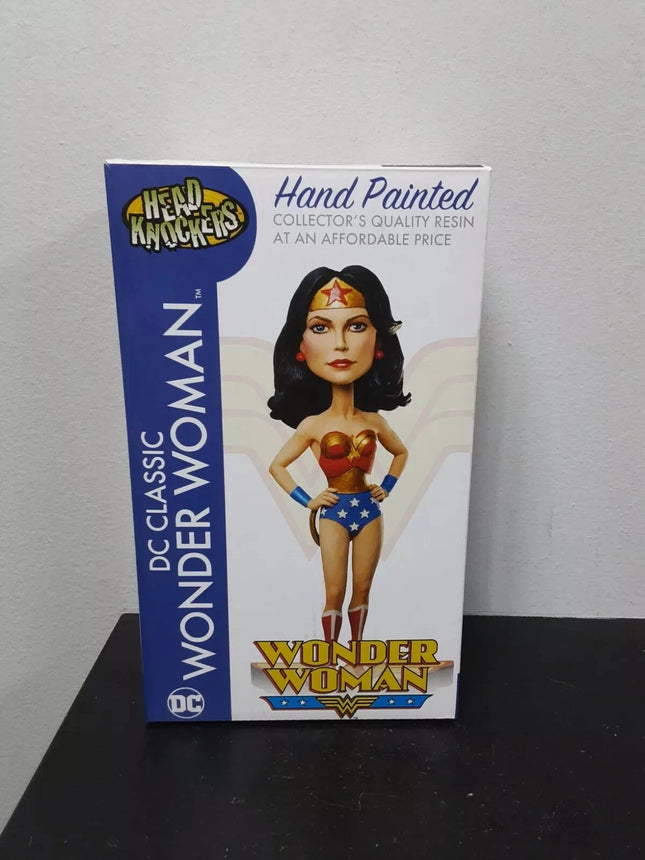 HEAD
KNOCKERS
Hand Painted
COLLECTOR'S QUALITY RESIN
AT AN AFFORDABLE PRICE
DC CLASSIC
WONDER WOMAN™
DC
WONDER
WOMAN